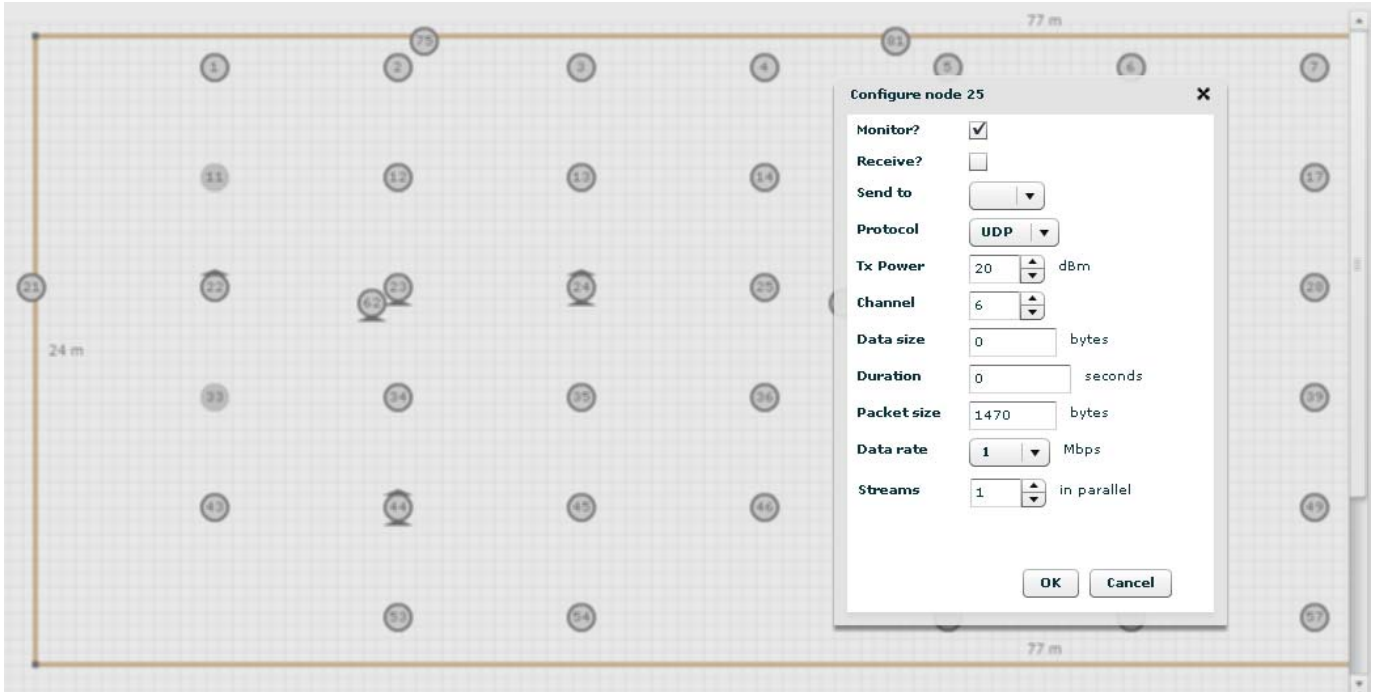 77 m
75
81
1
2
3
4
5
6
7
Configure node 25
Monitor?
Receive?
Send to
Protocol UDP
Tx Power 20 dBm
Channel 6
Data size 0 bytes
Duration 0 seconds
Packet size 1470 bytes
Data rate 1 Mbps
Streams 1 in parallel
OK Cancel
11
12
13
14
17
21
22
23
24
25
28
62
24 m
33
34
35
36
39
43
44
45
46
49
53
54
57
77 m